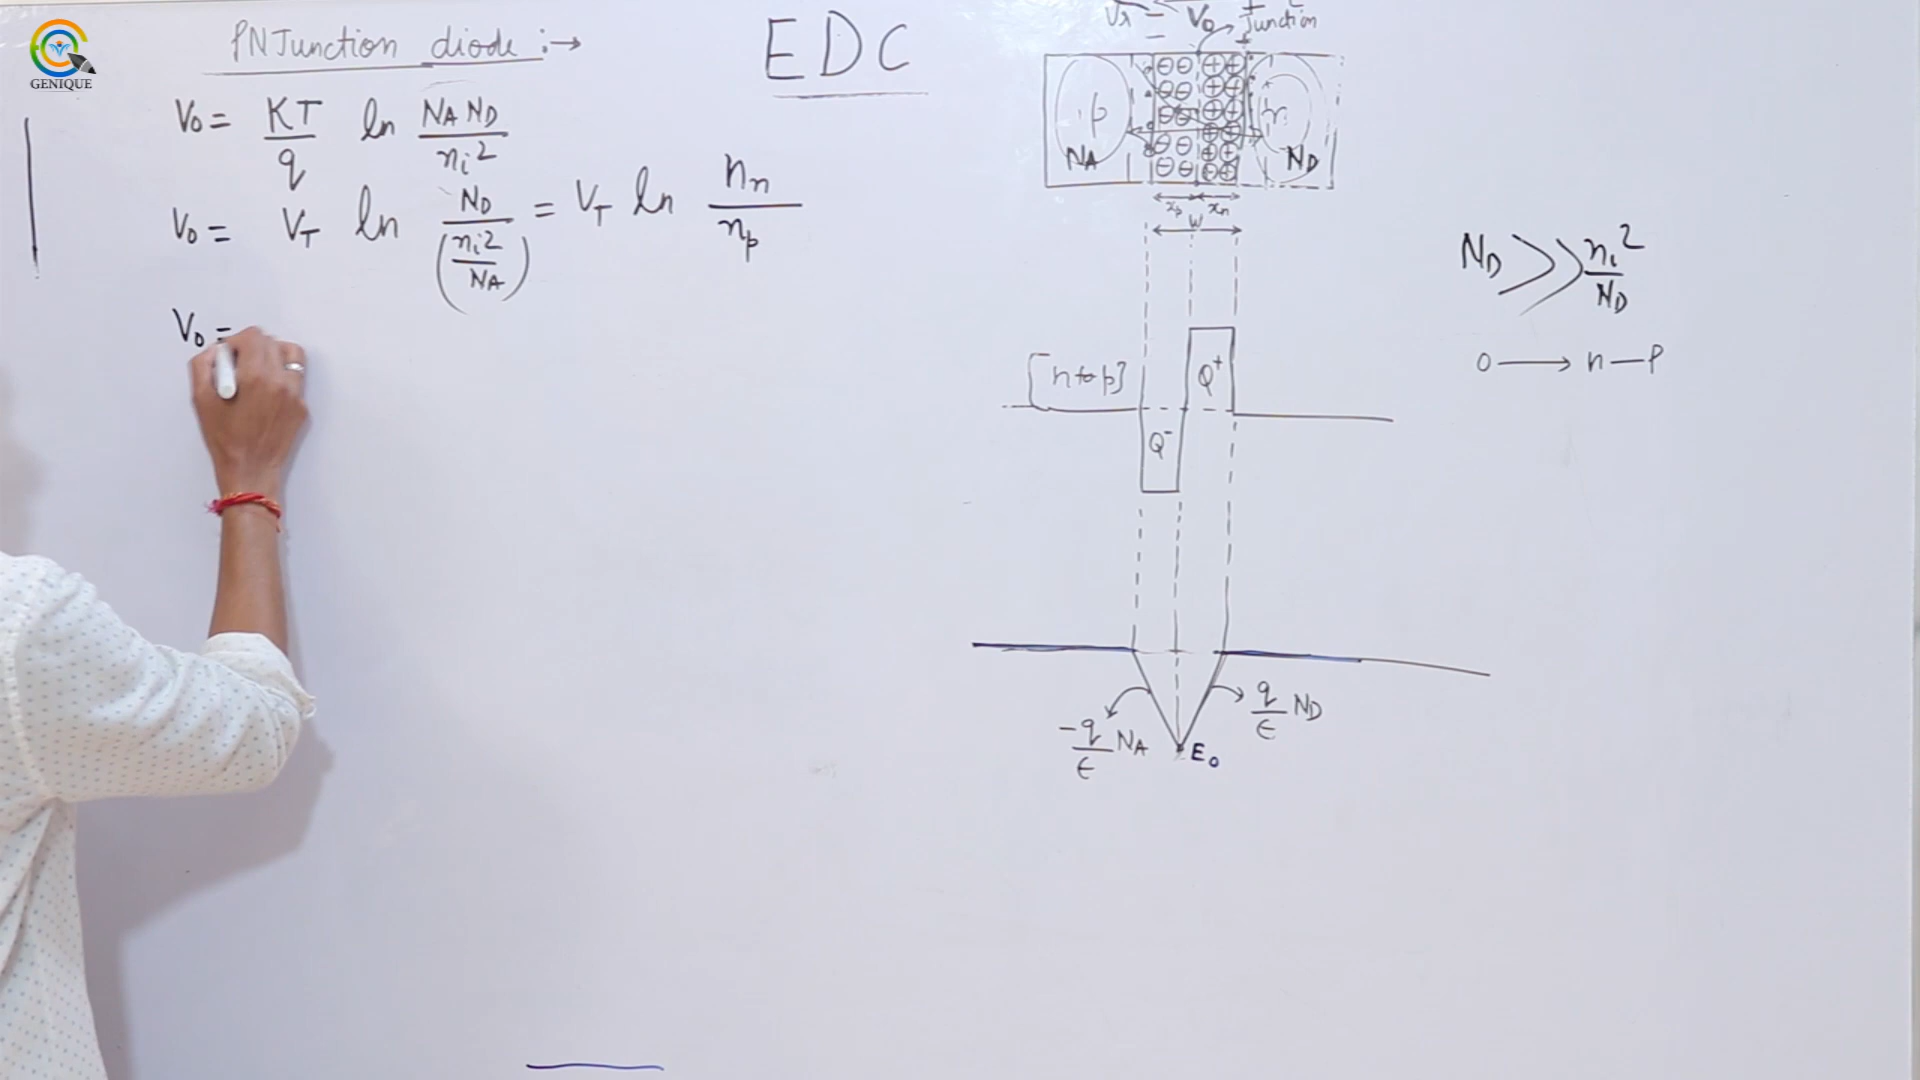 GENIQUE
PN Junction diode :→
EDC
V0 = KT/q ln NA ND/ni²
V0 = VT ln ND/(ni²/NA) = VT ln nn/np
V0 =
V0 Junction
p n
NA ND
xp xn
W
ND >> ni²/ND
0 → n—p
[n to p]
Q+
Q-
-q/ε NA
q/ε ND
E0